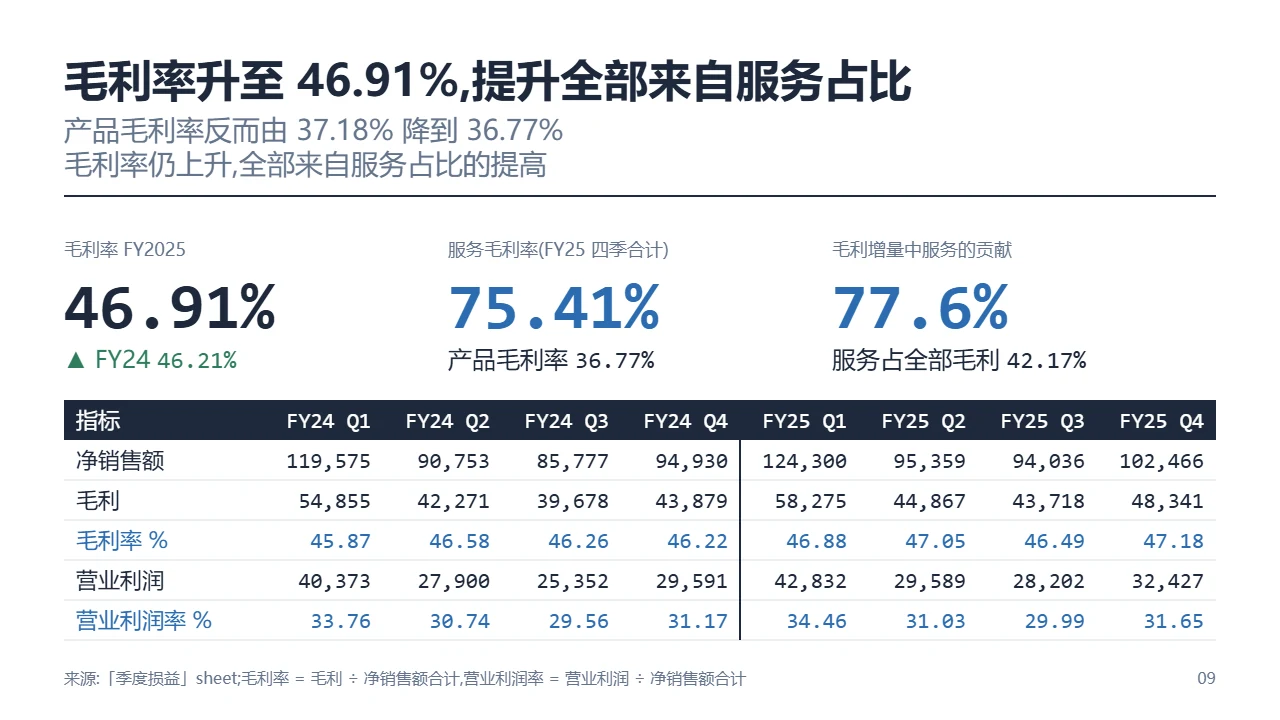 毛利率升至 46.91%,提升全部来自服务占比
产品毛利率反而由 37.18% 降到 36.77%
毛利率仍上升,全部来自服务占比的提高
毛利率 FY2025
46.91%
▲ FY24 46.21%
服务毛利率(FY25 四季合计)
75.41%
产品毛利率 36.77%
毛利增量中服务的贡献
77.6%
服务占全部毛利 42.17%
指标 FY24 Q1 FY24 Q2 FY24 Q3 FY24 Q4 FY25 Q1 FY25 Q2 FY25 Q3 FY25 Q4
净销售额 119,575 90,753 85,777 94,930 124,300 95,359 94,036 102,466
毛利 54,855 42,271 39,678 43,879 58,275 44,867 43,718 48,341
毛利率 % 45.87 46.58 46.26 46.22 46.88 47.05 46.49 47.18
营业利润 40,373 27,900 25,352 29,591 42,832 29,589 28,202 32,427
营业利润率 % 33.76 30.74 29.56 31.17 34.46 31.03 29.99 31.65
来源:「季度损益」sheet;毛利率 = 毛利 ÷ 净销售额合计,营业利润率 = 营业利润 ÷ 净销售额合计
09